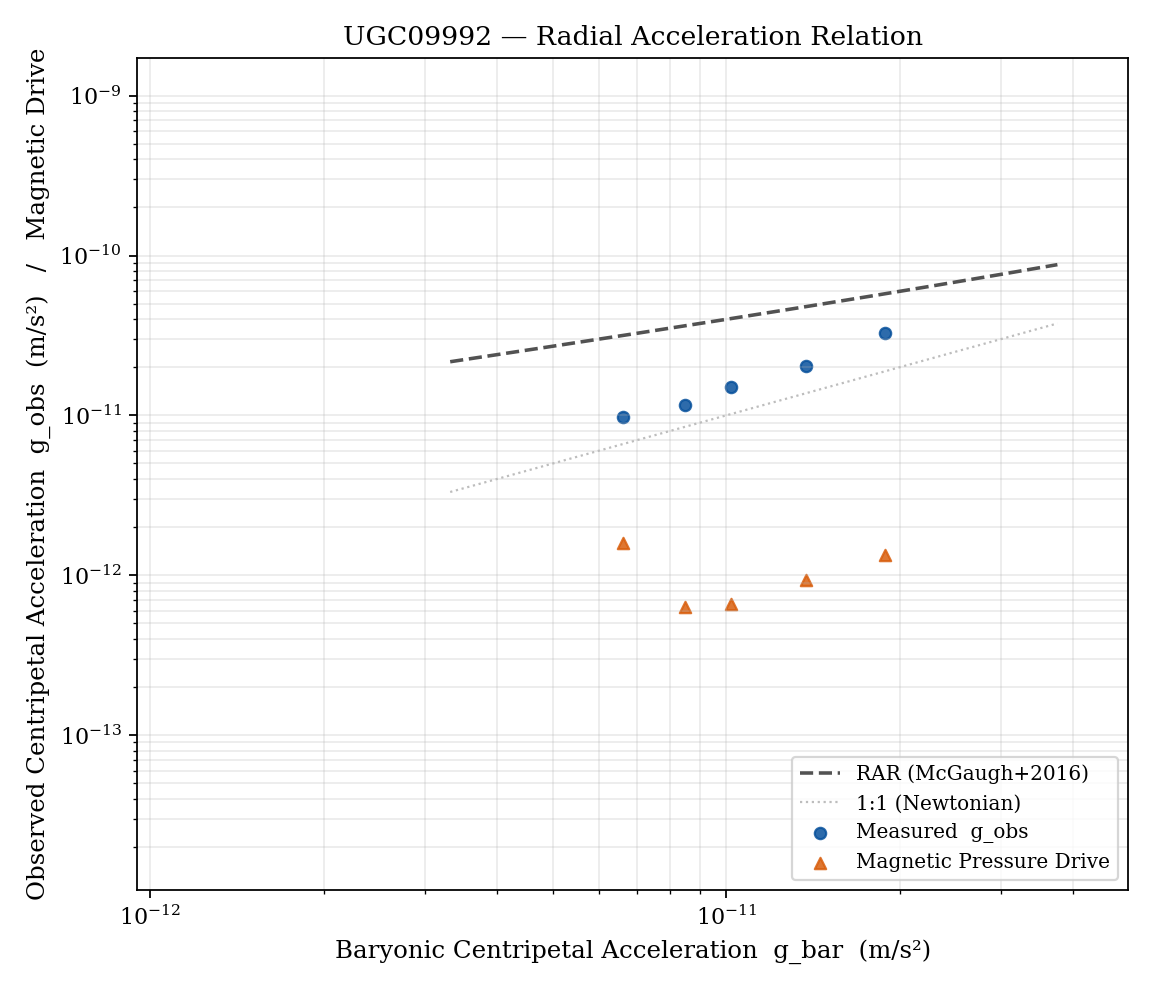 UGC09992 — Radial Acceleration Relation
Observed Centripetal Acceleration  g_obs  (m/s²)   /   Magnetic Drive
10⁻⁹
10⁻¹⁰
10⁻¹¹
10⁻¹²
10⁻¹³
RAR (McGaugh+2016)
1:1 (Newtonian)
Measured  g_obs
Magnetic Pressure Drive
10⁻¹²
10⁻¹¹
Baryonic Centripetal Acceleration  g_bar  (m/s²)